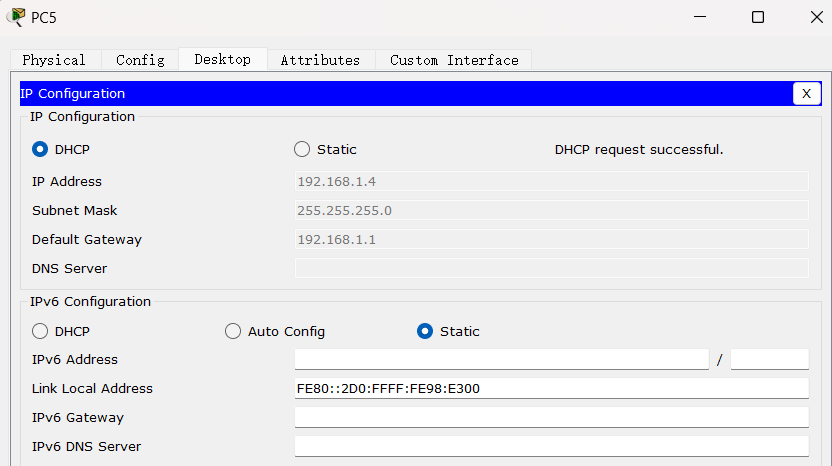 PC5
Physical Config Desktop Attributes Custom Interface
IP Configuration X
IP Configuration
DHCP Static DHCP request successful.
IP Address 192.168.1.4
Subnet Mask 255.255.255.0
Default Gateway 192.168.1.1
DNS Server
IPv6 Configuration
DHCP Auto Config Static
IPv6 Address /
Link Local Address FE80::2D0:FFFF:FE98:E300
IPv6 Gateway
IPv6 DNS Server